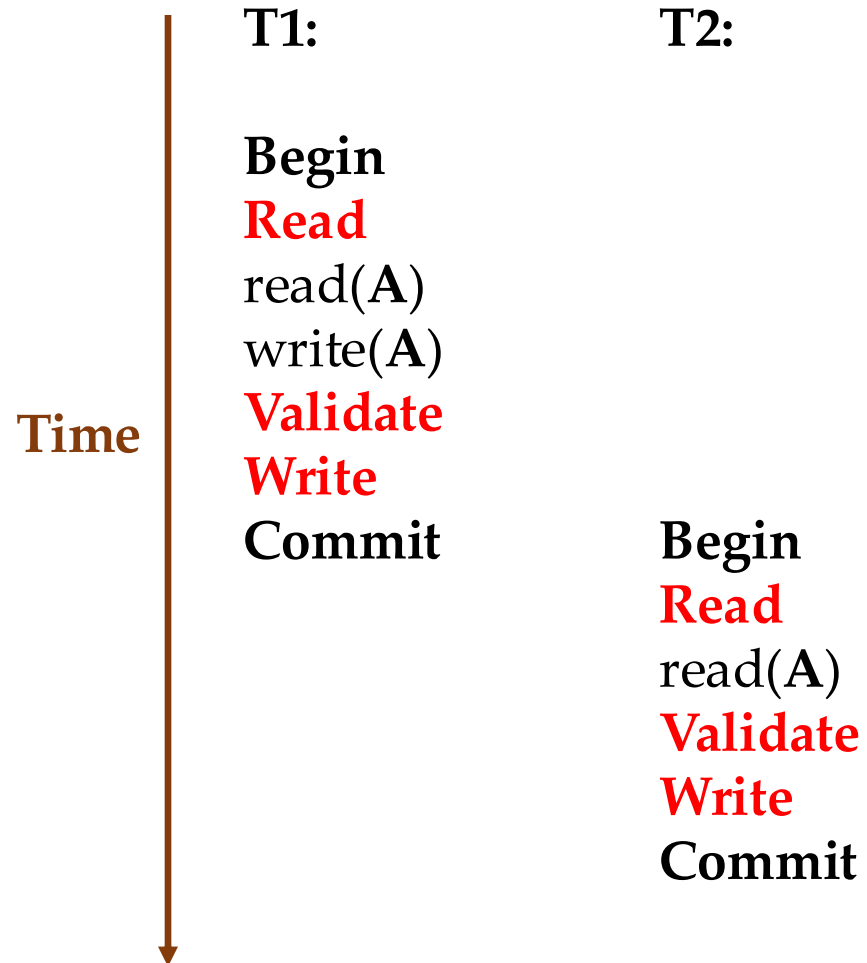 T1: T2:
Begin
Read
read(A)
write(A)
Validate
Time
Write
Commit Begin
Read
read(A)
Validate
Write
Commit